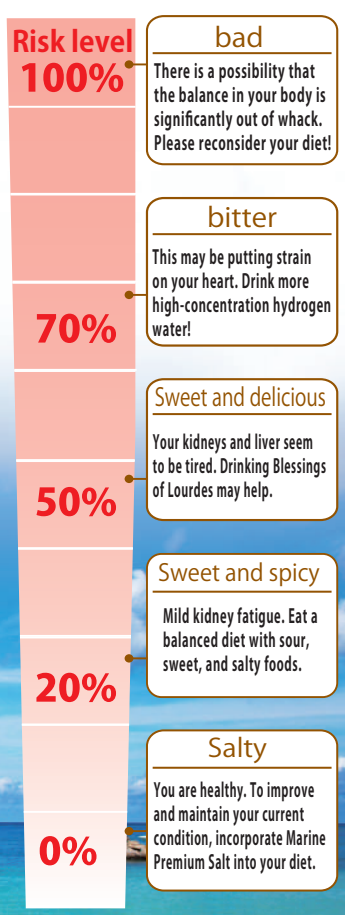 Risk level
100%
bad
There is a possibility that
the balance in your body is
significantly out of whack.
Please reconsider your diet!
bitter
This may be putting strain
on your heart. Drink more
high-concentration hydrogen
water!
70%
Sweet and delicious
Your kidneys and liver seem
to be tired. Drinking Blessings
of Lourdes may help.
50%
Sweet and spicy
Mild kidney fatigue. Eat a
balanced diet with sour,
sweet, and salty foods.
20%
Salty
You are healthy. To improve
and maintain your current
condition, incorporate Marine
Premium Salt into your diet.
0%